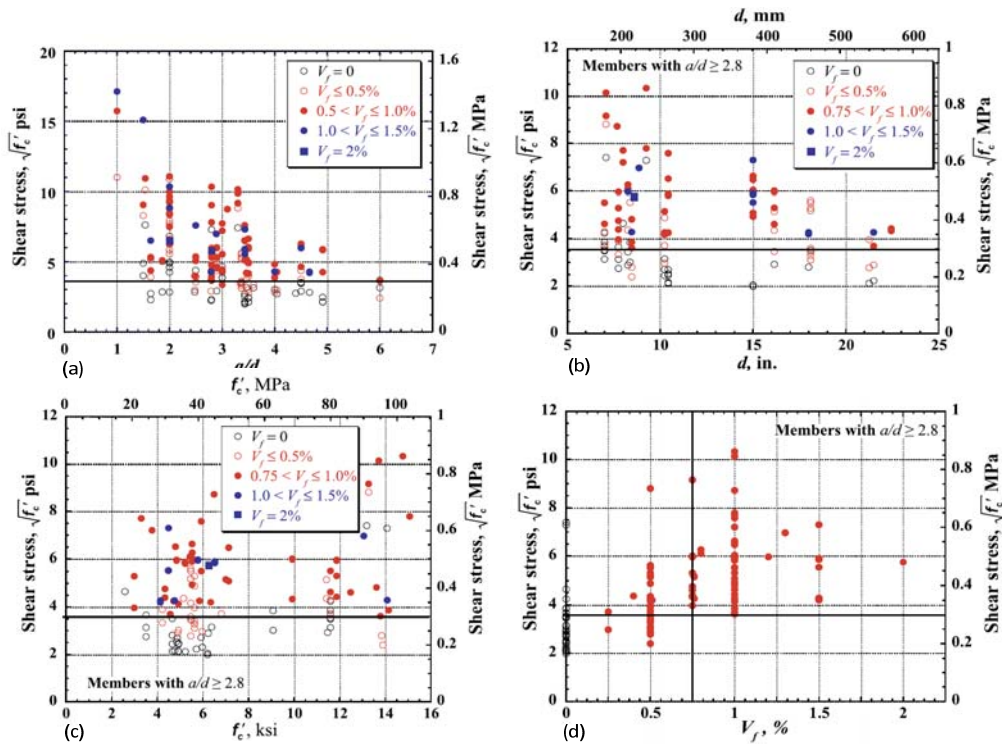 20
15
10
5
0
Shear stress, √f′c psi
0 1 2 3 4 5 6 7
a/d
1.6
1.2
0.8
0.4
0
Shear stress, √f′c MPa
Vf = 0
Vf ≤ 0.5%
0.5 < Vf ≤ 1.0%
1.0 < Vf ≤ 1.5%
Vf = 2%
(a)
d, mm
100 200 300 400 500 600
12
10
8
6
4
2
0
Shear stress, √f′c psi
Members with a/d ≥ 2.8
Vf = 0
Vf ≤ 0.5%
0.75 < Vf ≤ 1.0%
1.0 < Vf ≤ 1.5%
Vf = 2%
1
0.8
0.6
0.4
0.2
0
Shear stress, √f′c MPa
5 10 15 20 25
d, in.
(b)
f′c, MPa
0 20 40 60 80 100
12
10
8
6
4
2
0
Shear stress, √f′c psi
Vf = 0
Vf ≤ 0.5%
0.75 < Vf ≤ 1.0%
1.0 < Vf ≤ 1.5%
Vf = 2%
Members with a/d ≥ 2.8
1
0.8
0.6
0.4
0.2
0
Shear stress, √f′c MPa
0 2 4 6 8 10 12 14 16
f′c, ksi
(c)
12
10
8
6
4
2
0
Shear stress, √f′c psi
Members with a/d ≥ 2.8
1
0.8
0.6
0.4
0.2
0
Shear stress, √f′c MPa
0 0.5 1 1.5 2
Vf, %
(d)